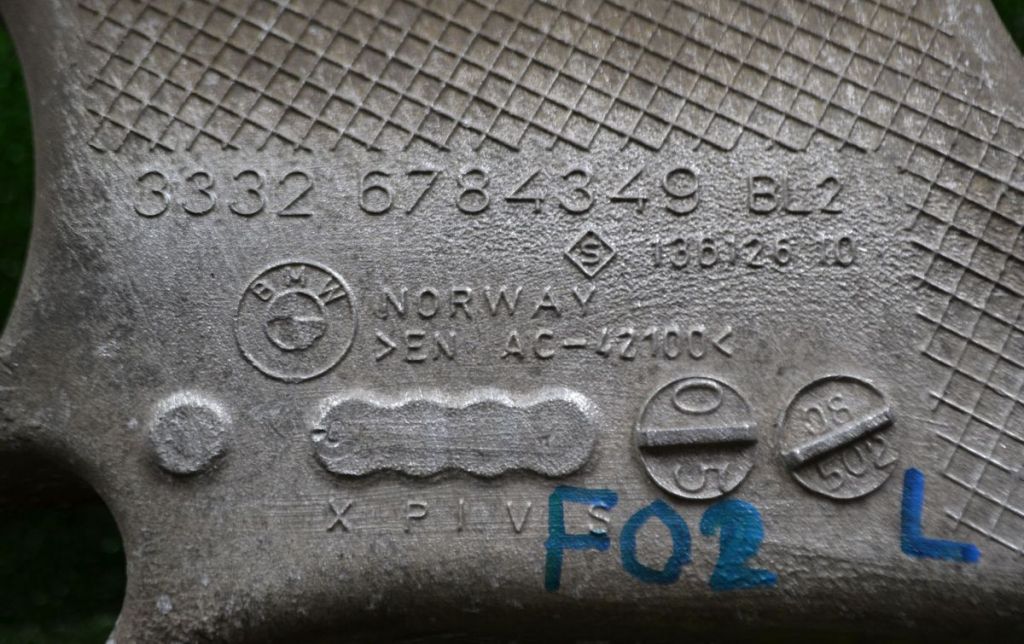 3332 6784349 BL2
S 136126 10
BMW NORWAY
>EN AC-42100<
X P I V S
F02 L